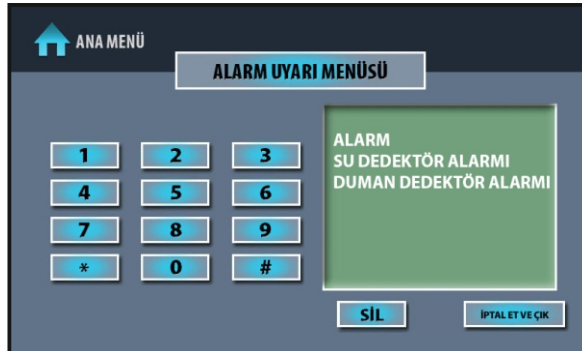 ANA MENÜ
ALARM UYARI MENÜSÜ
1 2 3
4 5 6
7 8 9
* 0 #
ALARM
SU DEDEKTÖR ALARMI
DUMAN DEDEKTÖR ALARMI
SİL
İPTAL ET VE ÇIK